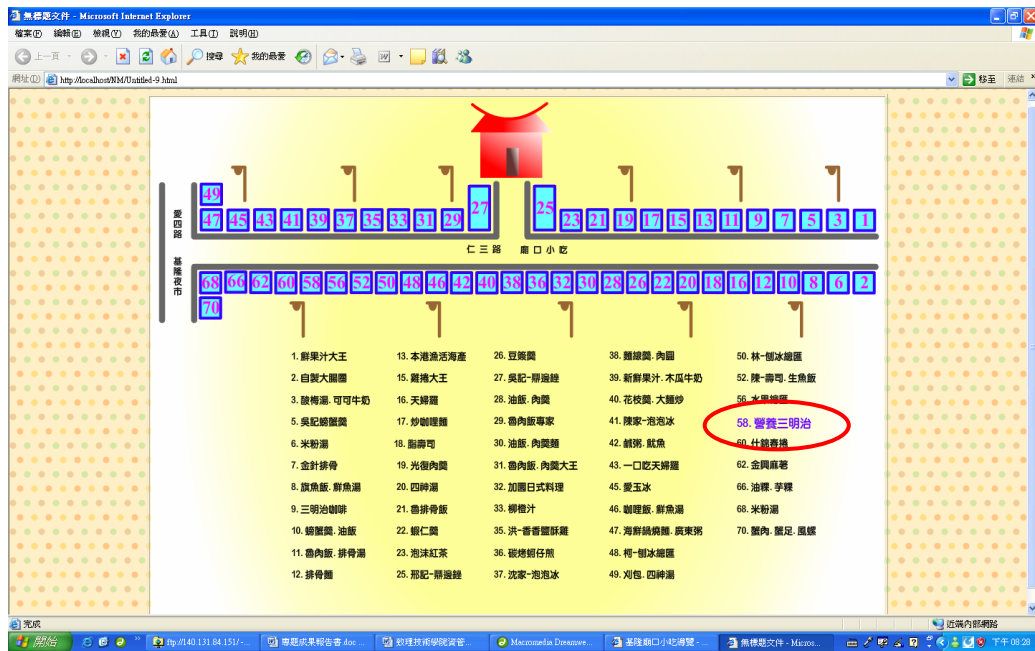 無標題文件 - Microsoft Internet Explorer
檔案(F) 編輯(E) 檢視(V) 我的最愛(A) 工具(T) 說明(H)
上一頁 搜尋 我的最愛
網址(D) http://localhost/NM/Untitled-9.html 移至 連結
49
47 45 43 41 39 37 35 33 31 29 27 25 23 21 19 17 15 13 11 9 7 5 3 1
愛四路
仁三路 廟口小吃
基隆夜市
68 66 62 60 58 56 52 50 48 46 42 40 38 36 32 30 28 26 22 20 18 16 12 10 8 6 2
70
1. 鮮果汁大王
2. 自製大腸圈
3. 酸梅湯. 可可牛奶
5. 吳記螃蟹羹
6. 米粉湯
7. 金針排骨
8. 旗魚飯. 鮮魚湯
9. 三明治咖啡
10. 螃蟹羹. 油飯
11. 魯肉飯. 排骨湯
12. 排骨麵
13. 本港漁活海產
15. 雞捲大王
16. 天婦羅
17. 炒咖哩麵
18. 豁壽司
19. 光復肉羹
20. 四神湯
21. 魯排骨飯
22. 蝦仁羹
23. 泡沫紅茶
25. 邢記-鼎邊銼
26. 豆簽羹
27. 吳記-鼎邊銼
28. 油飯. 肉羹
29. 魯肉飯專家
30. 油飯. 肉羹麵
31. 魯肉飯. 肉羹大王
32. 加園日式料理
33. 柳橙汁
35. 洪-香香鹽酥雞
36. 碳烤蚵仔煎
37. 沈家-泡泡冰
38. 麵線羹. 肉圓
39. 新鮮果汁. 木瓜牛奶
40. 花枝羹. 大麵炒
41. 陳家-泡泡冰
42. 鹹粥. 魷魚
43. 一口吃天婦羅
45. 愛玉冰
46. 咖哩飯. 鮮魚湯
47. 海鮮鍋燒麵. 廣東粥
48. 柯-刨冰總匯
49. 刈包. 四神湯
50. 林-刨冰總匯
52. 陳-壽司. 生魚飯
56. 水果總匯
58. 營養三明治
60. 什錦春捲
62. 金興麻荖
66. 油粿. 芋粿
68. 米粉湯
70. 蟹肉. 蟹足. 風螺
完成 近端內部網路
開始 ftp://140.131.84.151/-... 專題成果報告書.doc ... 致理技術學院資管... Macromedia Dreamwe... 基隆廟口小吃導覽 - ... 無標題文件 - Micros... 下午 08:28